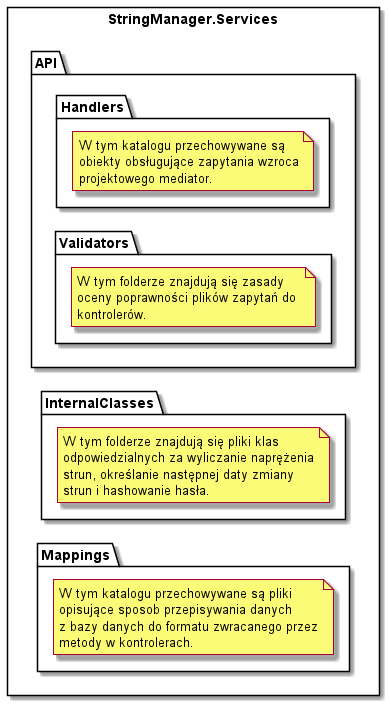 StringManager.Services
API
Handlers
W tym katalogu przechowywane są
obiekty obsługujące zapytania wzroca
projektowego mediator.
Validators
W tym folderze znajdują się zasady
oceny poprawności plików zapytań do
kontrolerów.
InternalClasses
W tym folderze znajdują się pliki klas
odpowiedzialnych za wyliczanie naprężenia
strun, określanie następnej daty zmiany
strun i hashowanie hasła.
Mappings
W tym katalogu przechowywane są pliki
opisujące sposob przepisywania danych
z bazy danych do formatu zwracanego przez
metody w kontrolerach.